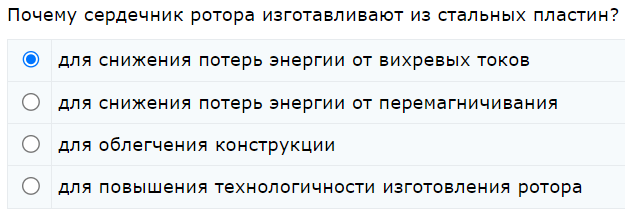 Почему сердечник ротора изготавливают из стальных пластин?
для снижения потерь энергии от вихревых токов
для снижения потерь энергии от перемагничивания
для облегчения конструкции
для повышения технологичности изготовления ротора